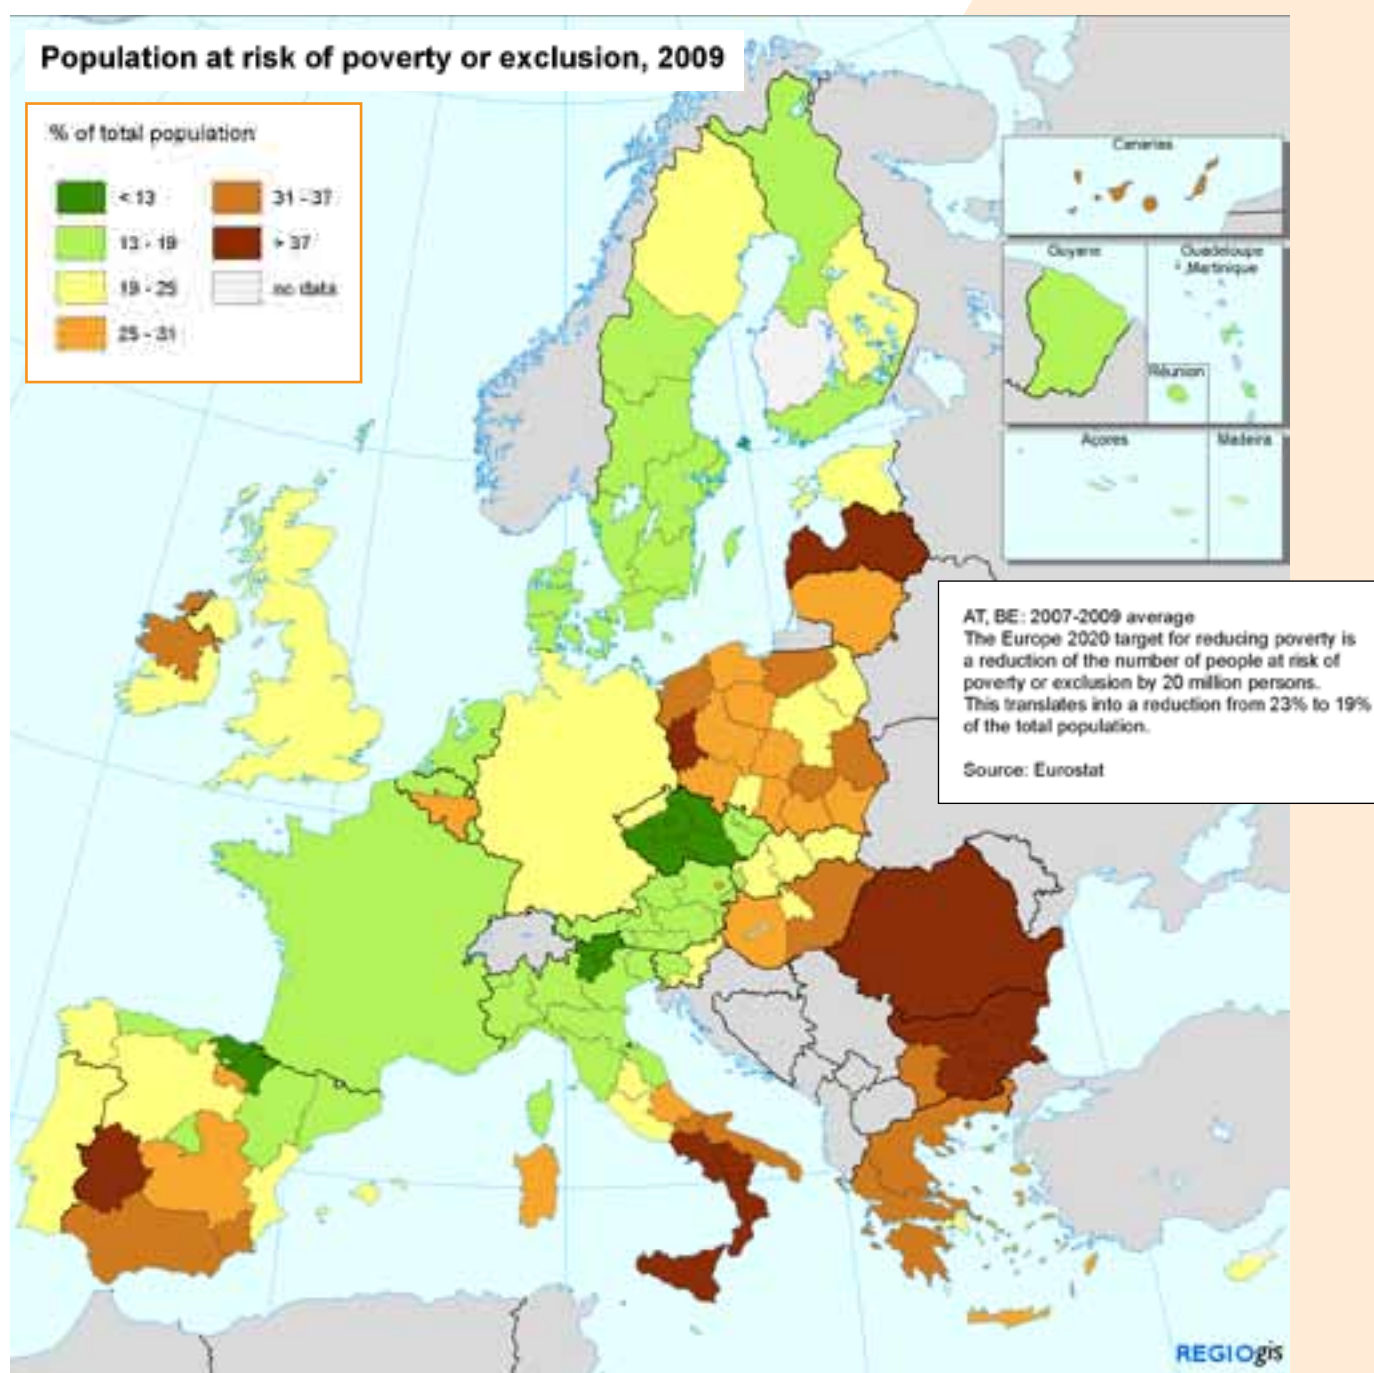 Population at risk of poverty or exclusion, 2009
% of total population
< 13
13 - 19
19 - 25
25 - 31
31 - 37
> 37
no data
Canarias
Guyane
Guadeloupe
Martinique
Réunion
Açores
Madeira
AT, BE: 2007-2009 average
The Europe 2020 target for reducing poverty is
a reduction of the number of people at risk of
poverty or exclusion by 20 million persons.
This translates into a reduction from 23% to 19%
of the total population.
Source: Eurostat
REGIOgis